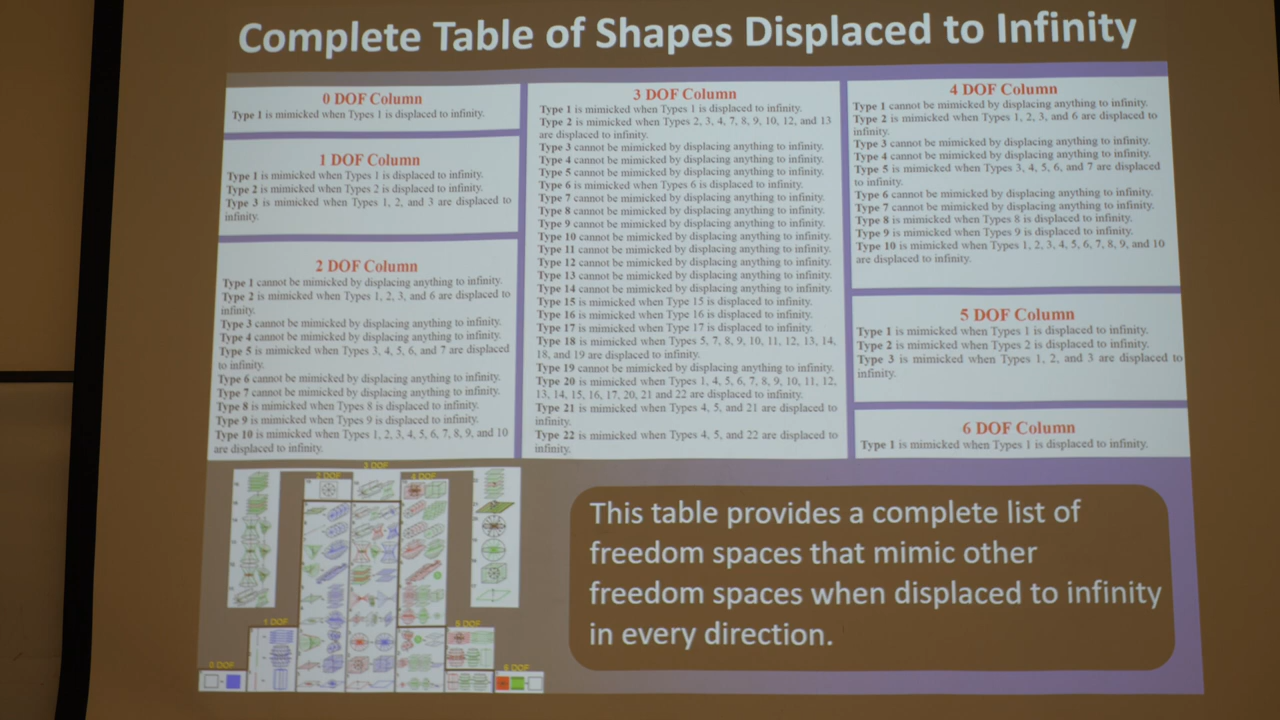 Complete Table of Shapes Displaced to Infinity
0 DOF Column
Type 1 is mimicked when Types 1 is displaced to infinity.
1 DOF Column
Type 1 is mimicked when Types 1 is displaced to infinity.
Type 2 is mimicked when Types 2 is displaced to infinity.
Type 3 is mimicked when Types 1, 2, and 3 are displaced to
infinity.
2 DOF Column
Type 1 cannot be mimicked by displacing anything to infinity.
Type 2 is mimicked when Types 1, 2, 3, and 6 are displaced to
infinity.
Type 3 cannot be mimicked by displacing anything to infinity.
Type 4 cannot be mimicked by displacing anything to infinity.
Type 5 is mimicked when Types 3, 4, 5, 6, and 7 are displaced
to infinity.
Type 6 cannot be mimicked by displacing anything to infinity.
Type 7 cannot be mimicked by displacing anything to infinity.
Type 8 is mimicked when Types 8 is displaced to infinity.
Type 9 is mimicked when Types 9 is displaced to infinity.
Type 10 is mimicked when Types 1, 2, 3, 4, 5, 6, 7, 8, 9, and 10
are displaced to infinity.
3 DOF Column
Type 1 is mimicked when Types 1 is displaced to infinity.
Type 2 is mimicked when Types 2, 3, 4, 7, 8, 9, 10, 12, and 13
are displaced to infinity.
Type 3 cannot be mimicked by displacing anything to infinity.
Type 4 cannot be mimicked by displacing anything to infinity.
Type 5 cannot be mimicked by displacing anything to infinity.
Type 6 is mimicked when Types 6 is displaced to infinity.
Type 7 cannot be mimicked by displacing anything to infinity.
Type 8 cannot be mimicked by displacing anything to infinity.
Type 9 cannot be mimicked by displacing anything to infinity.
Type 10 cannot be mimicked by displacing anything to infinity.
Type 11 cannot be mimicked by displacing anything to infinity.
Type 12 cannot be mimicked by displacing anything to infinity.
Type 13 cannot be mimicked by displacing anything to infinity.
Type 14 cannot be mimicked by displacing anything to infinity.
Type 15 is mimicked when Type 15 is displaced to infinity.
Type 16 is mimicked when Type 16 is displaced to infinity.
Type 17 is mimicked when Type 17 is displaced to infinity.
Type 18 is mimicked when Types 5, 7, 8, 9, 10, 11, 12, 13, 14,
18, and 19 are displaced to infinity.
Type 19 cannot be mimicked by displacing anything to infinity.
Type 20 is mimicked when Types 1, 4, 5, 6, 7, 8, 9, 10, 11, 12,
13, 14, 15, 16, 17, 20, 21 and 22 are displaced to infinity.
Type 21 is mimicked when Types 4, 5, and 21 are displaced to
infinity.
Type 22 is mimicked when Types 4, 5, and 22 are displaced to
infinity.
4 DOF Column
Type 1 cannot be mimicked by displacing anything to infinity.
Type 2 is mimicked when Types 1, 2, 3, and 6 are displaced to
infinity.
Type 3 cannot be mimicked by displacing anything to infinity.
Type 4 cannot be mimicked by displacing anything to infinity.
Type 5 is mimicked when Types 3, 4, 5, 6, and 7 are displaced
to infinity.
Type 6 cannot be mimicked by displacing anything to infinity.
Type 7 cannot be mimicked by displacing anything to infinity.
Type 8 is mimicked when Types 8 is displaced to infinity.
Type 9 is mimicked when Types 9 is displaced to infinity.
Type 10 is mimicked when Types 1, 2, 3, 4, 5, 6, 7, 8, 9, and 10
are displaced to infinity.
5 DOF Column
Type 1 is mimicked when Types 1 is displaced to infinity.
Type 2 is mimicked when Types 2 is displaced to infinity.
Type 3 is mimicked when Types 1, 2, and 3 are displaced to
infinity.
6 DOF Column
Type 1 is mimicked when Types 1 is displaced to infinity.
3 DOF
2 DOF
4 DOF
1 DOF
5 DOF
0 DOF
6 DOF
This table provides a complete list of
freedom spaces that mimic other
freedom spaces when displaced to infinity
in every direction.